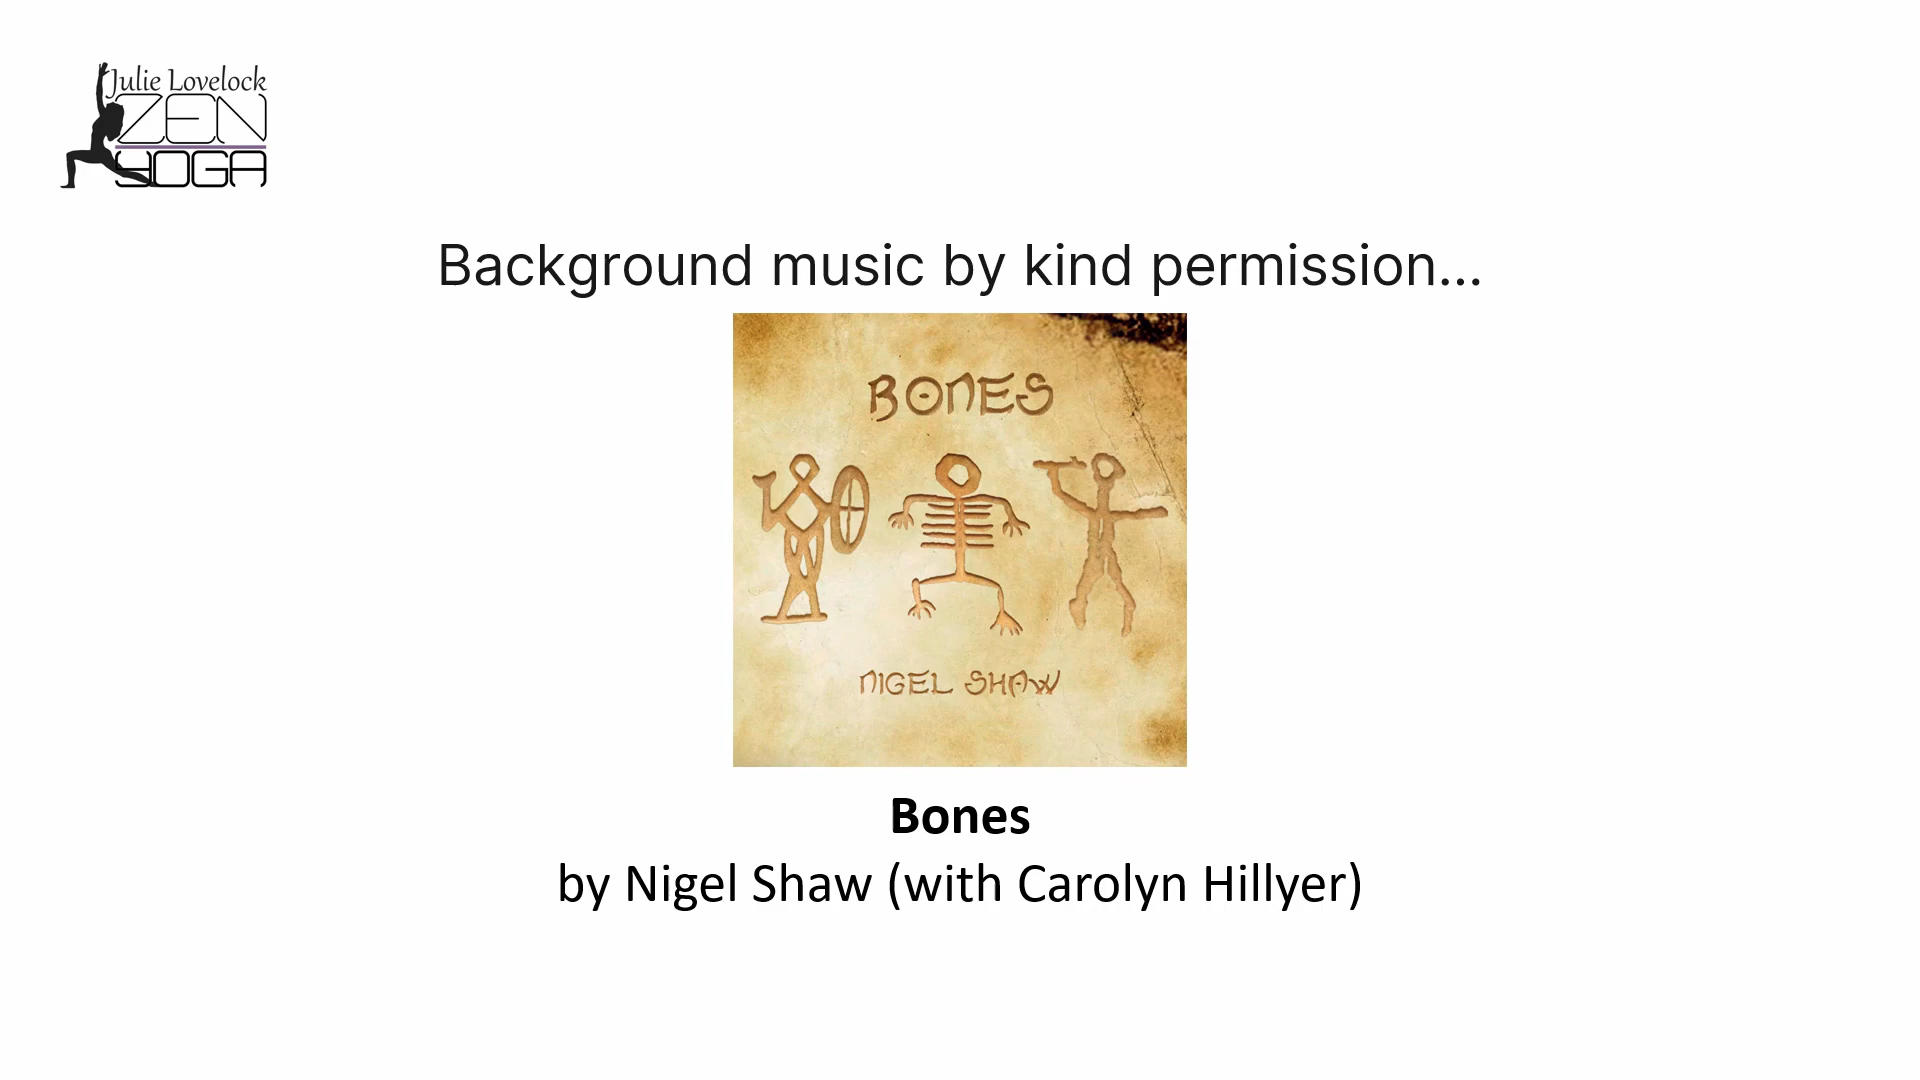 Julie Lovelock
ZEN
YOGA
Background music by kind permission...
BONES
NIGEL SHAW
Bones
by Nigel Shaw (with Carolyn Hillyer)